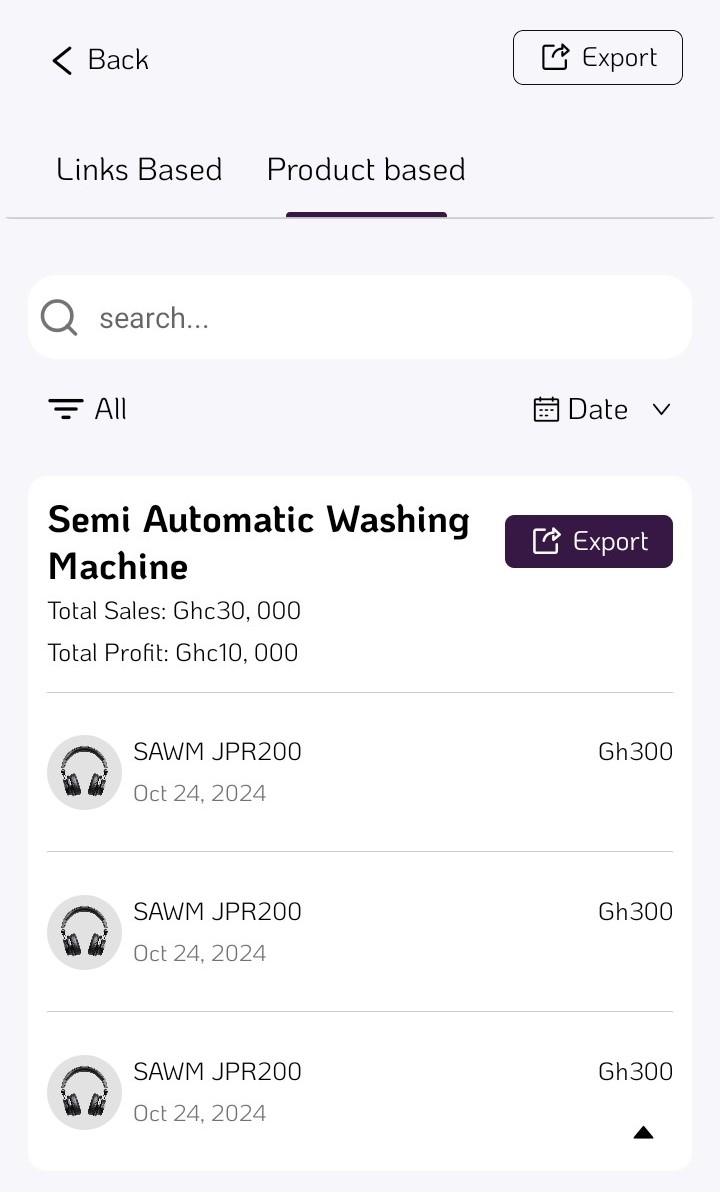 Back
Export
Links Based
Product based
search...
All
Date
Semi Automatic Washing
Machine
Export
Total Sales: Ghc30, 000
Total Profit: Ghc10, 000
SAWM JPR200
Gh300
Oct 24, 2024
SAWM JPR200
Gh300
Oct 24, 2024
SAWM JPR200
Gh300
Oct 24, 2024